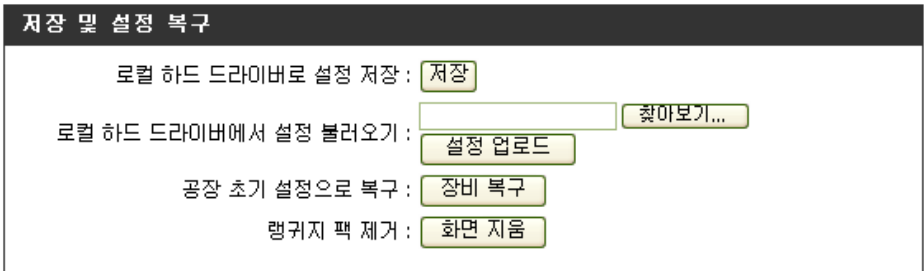 저장 및 설정 복구
로컬 하드 드라이버로 설정 저장 : 저장
찾아보기...
로컬 하드 드라이버에서 설정 불러오기 :
설정 업로드
공장 초기 설정으로 복구 : 장비 복구
랭귀지 팩 제거 : 화면 지움